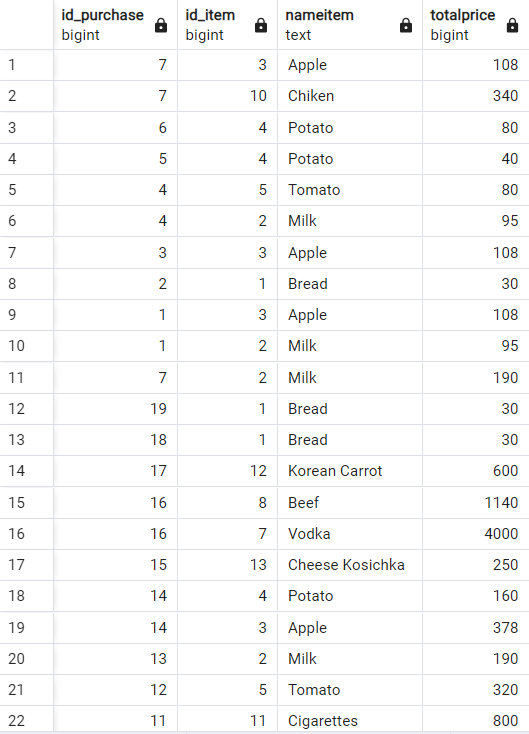 id_purchase id_item nameitem totalprice
bigint bigint text bigint
1 7 3 Apple 108
2 7 10 Chiken 340
3 6 4 Potato 80
4 5 4 Potato 40
5 4 5 Tomato 80
6 4 2 Milk 95
7 3 3 Apple 108
8 2 1 Bread 30
9 1 3 Apple 108
10 1 2 Milk 95
11 7 2 Milk 190
12 19 1 Bread 30
13 18 1 Bread 30
14 17 12 Korean Carrot 600
15 16 8 Beef 1140
16 16 7 Vodka 4000
17 15 13 Cheese Kosichka 250
18 14 4 Potato 160
19 14 3 Apple 378
20 13 2 Milk 190
21 12 5 Tomato 320
22 11 11 Cigarettes 800